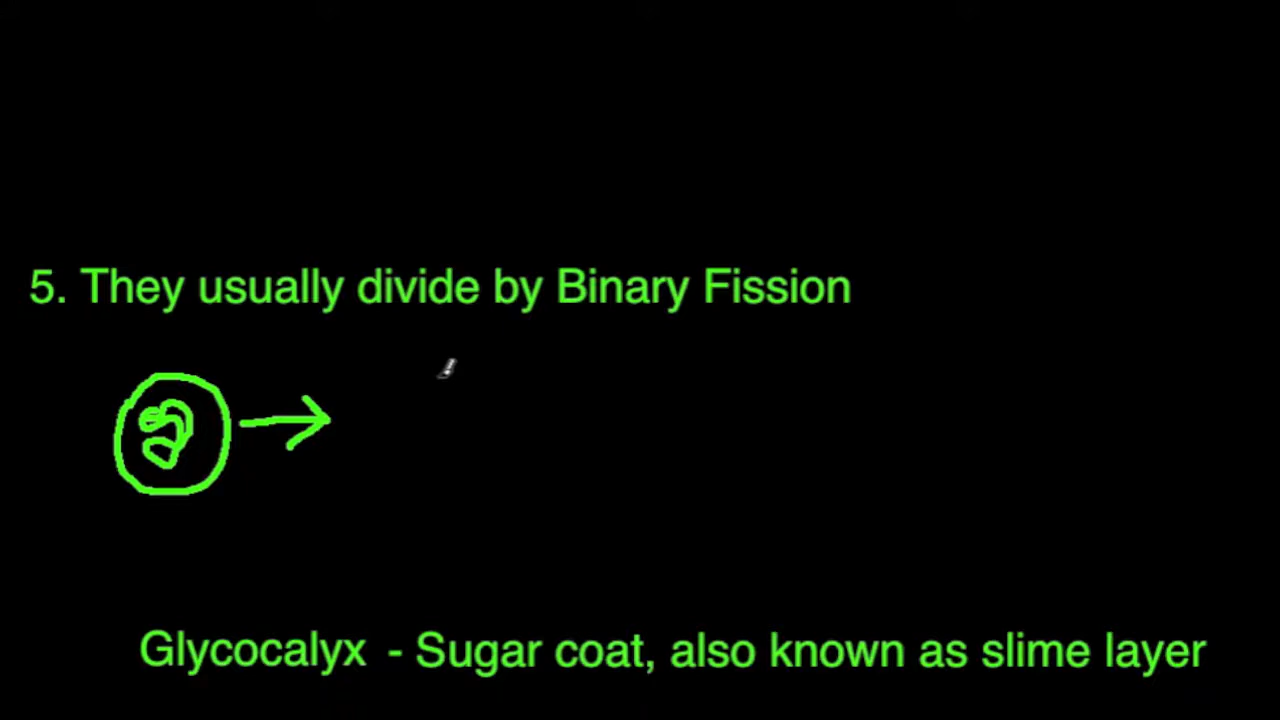 5. They usually divide by Binary Fission
Glycocalyx - Sugar coat, also known as slime layer